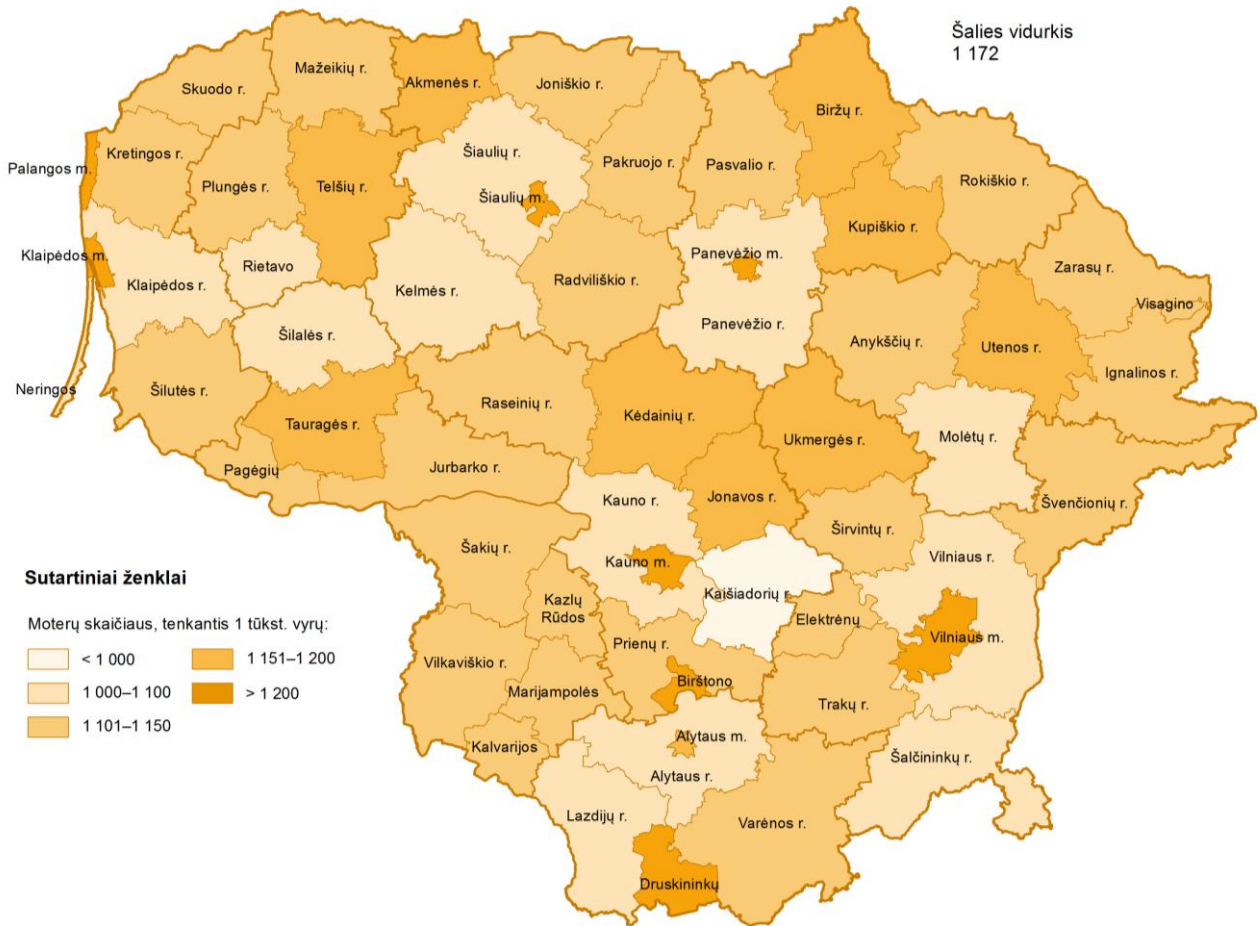 Šalies vidurkis
1 172
Mažeikių r.
Akmenės r.
Joniškio r.
Skuodo r.
Biržų r.
Kretingos r.
Šiaulių r.
Pakruojo r.
Pasvalio r.
Palangos m.
Plungės r.
Telšių r.
Rokiškio r.
Šiaulių m.
Kupiškio r.
Klaipėdos m.
Rietavo
Panevėžio m.
Zarasų r.
Klaipėdos r.
Kelmės r.
Radviliškio r.
Visagino
Šilalės r.
Panevėžio r.
Anykščių r.
Utenos r.
Neringos
Šilutės r.
Ignalinos r.
Raseinių r.
Kėdainių r.
Tauragės r.
Ukmergės r.
Molėtų r.
Pagėgių
Jurbarko r.
Kauno r.
Jonavos r.
Švenčionių r.
Širvintų r.
Šakių r.
Vilniaus r.
Kauno m.
Sutartiniai ženklai
Kaišiadorių r.
Kazlų
Rūdos
Elektrėnų
Moterų skaičiaus, tenkantis 1 tūkst. vyrų:
Prienų r.
Vilniaus m.
< 1 000
1 151–1 200
Vilkaviškio r.
Birštono
1 000–1 100
> 1 200
Marijampolės
Trakų r.
1 101–1 150
Kalvarijos
Alytaus m.
Šalčininkų r.
Alytaus r.
Lazdijų r.
Varėnos r.
Druskininkų